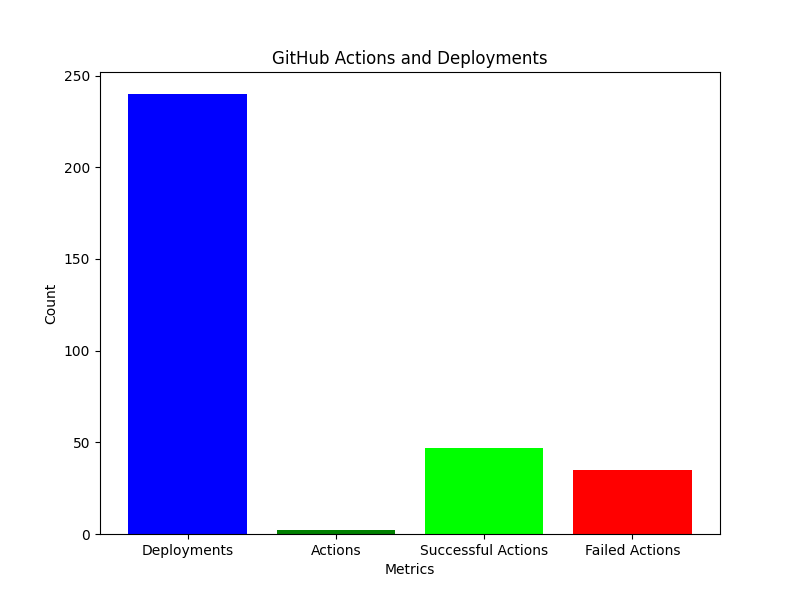 GitHub Actions and Deployments
250
200
150
100
50
0
Count
Deployments Actions Successful Actions Failed Actions
Metrics